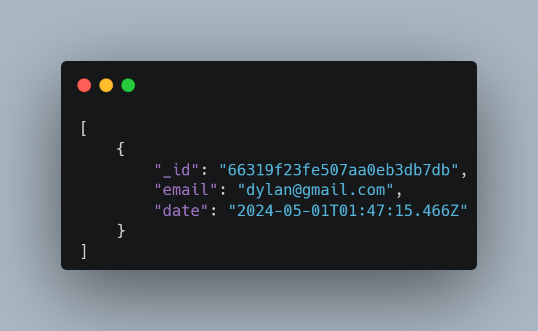 [
    {
        "_id": "66319f23fe507aa0eb3db7db",
        "email": "dylan@gmail.com",
        "date": "2024-05-01T01:47:15.466Z"
    }
]